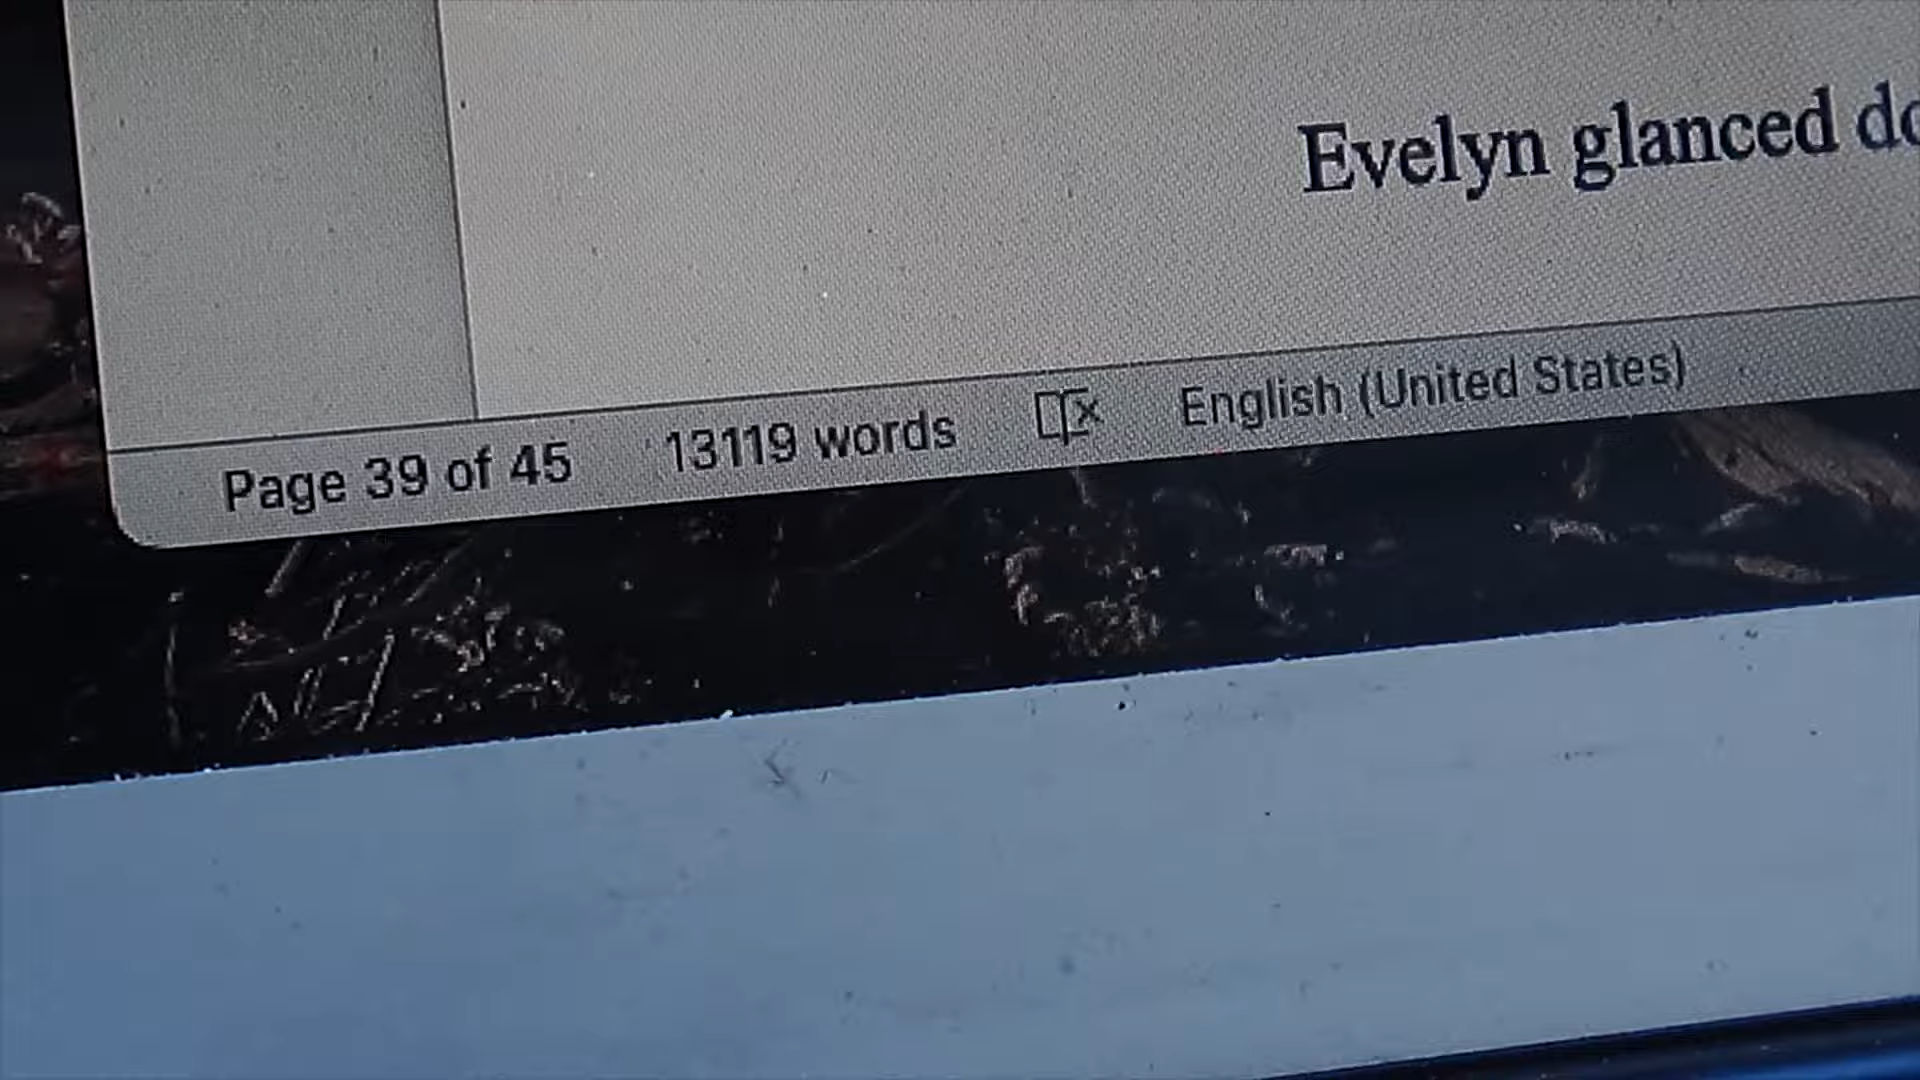 Evelyn glanced
Page 39 of 45 13119 words English (United States)